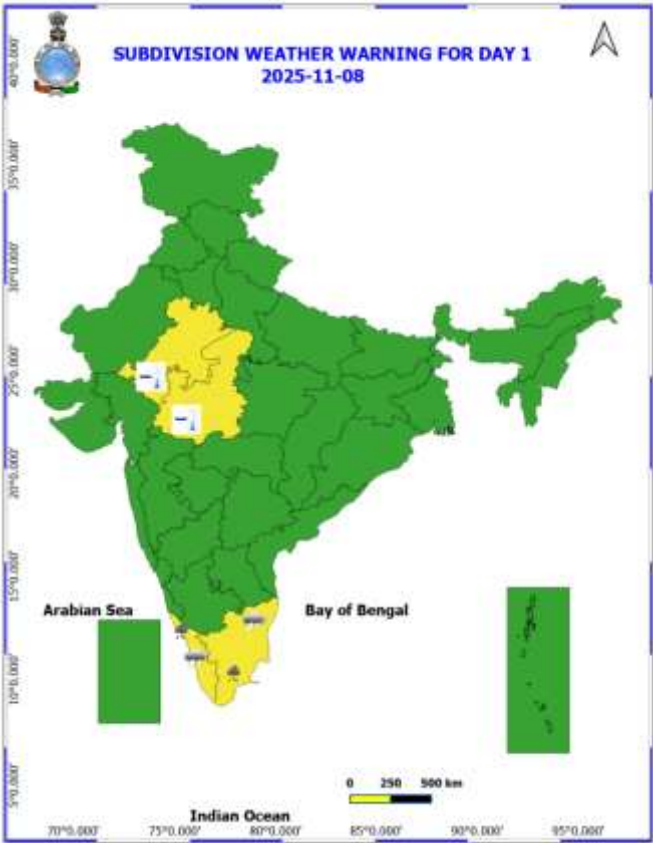 SUBDIVISION WEATHER WARNING FOR DAY 1
2025-11-08
40°0.000'
35°0.000'
30°0.000'
25°0.000'
20°0.000'
15°0.000'
10°0.000'
5°0.000'
Arabian Sea
Bay of Bengal
0 250 500 km
Indian Ocean
70°0.000' 75°0.000' 80°0.000' 85°0.000' 90°0.000' 95°0.000'